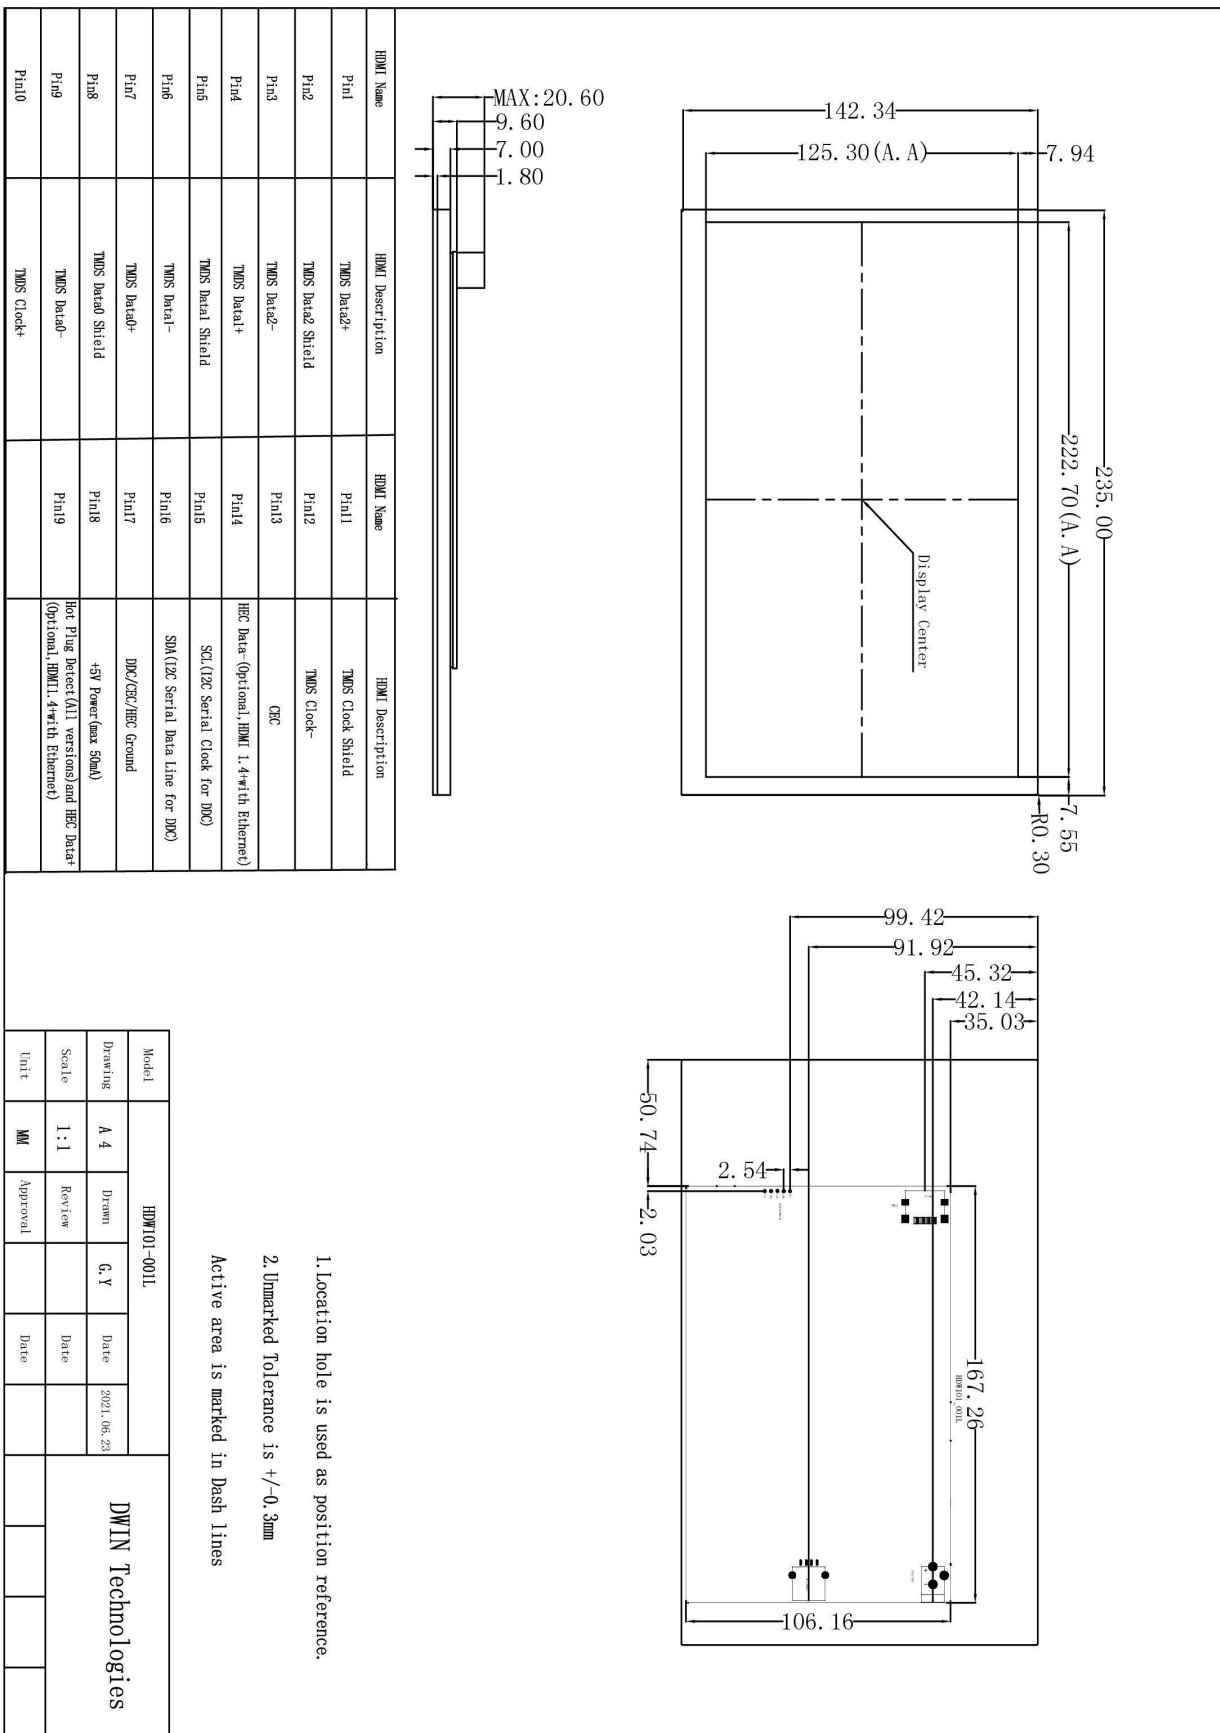 235.00
222.70(A.A)
7.55
R0.30
7.94
142.34
125.30(A.A)
Display Center
MAX:20.60
9.60
7.00
1.80
99.42
91.92
45.32
42.14
35.03
50.74
2.03
2.54
167.26
HDW101_001L
106.16
HDMI Name HDMI Description HDMI Name HDMI Description
Pin1 TMDS Data2+ Pin11 TMDS Clock Shield
Pin2 TMDS Data2 Shield Pin12 TMDS Clock-
Pin3 TMDS Data2- Pin13 CEC
Pin4 TMDS Data1+ Pin14 HEC Data-(Optional,HDMI 1.4+with Ethernet)
Pin5 TMDS Data1 Shield Pin15 SCL(I2C Serial Clock for DDC)
Pin6 TMDS Data1- Pin16 SDA(I2C Serial Data Line for DDC)
Pin7 TMDS Data0+ Pin17 DDC/CEC/HEC Ground
Pin8 TMDS Data0 Shield Pin18 +5V Power(max 50mA)
Pin9 TMDS Data0- Pin19 Hot Plug Detect(All versions)and HEC Data+
(Optional,HDMI1.4+with Ethernet)
Pin10 TMDS Clock+
1.Location hole is used as position reference.
2.Unmarked Tolerance is +/-0.3mm
Active area is marked in Dash lines
Model HDW101-001L DWIN Technologies
Drawing A 4 Drawn G.Y Date 2021.06.23
Scale 1:1 Review Date
Unit MM Approval Date